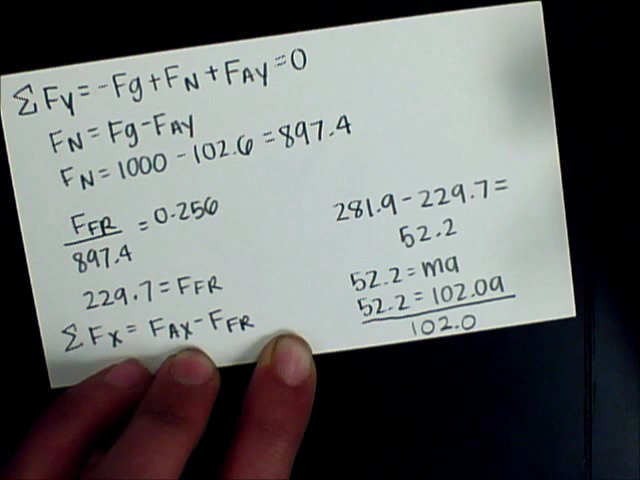 ΣFy = -Fg + FN + FAY = 0
FN = Fg - FAY
FN = 1000 - 102.6 = 897.4
FFR
897.4
= 0.256
229.7 = FFR
ΣFx = FAX - FFR
281.9 - 229.7 =
52.2
52.2 = ma
52.2 = 102.0a
102.0